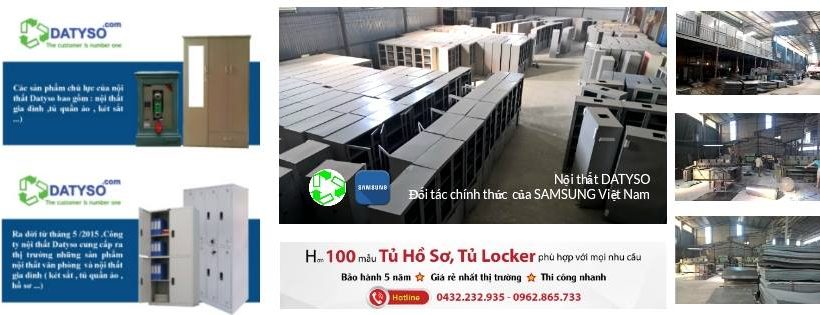 DATYSO.com
The customer is number one
Các sản phẩm chủ lực của nội
thất Datyso bao gồm : nội thất
gia đình ,tủ quần áo , két sắt
...)
DATYSO.com
The customer is number one
Ra đời từ tháng 5 /2015 .Công
ty nội thất Datyso cung cấp ra
thị trường những sản phẩm
nội thất văn phòng và nội thất
gia đình ( két sắt , tủ quần áo ,
hồ sơ ...)
SAMSUNG
Nội thất DATYSO
Đối tác chính thức của SAMSUNG Việt Nam
Hơn 100 mẫu Tủ Hồ Sơ, Tủ Locker phù hợp với mọi nhu cầu
Bảo hành 5 năm ★ Giá rẻ nhất thị trường ★ Thi công nhanh
Hotline 0432.232.935 - 0962.865.733